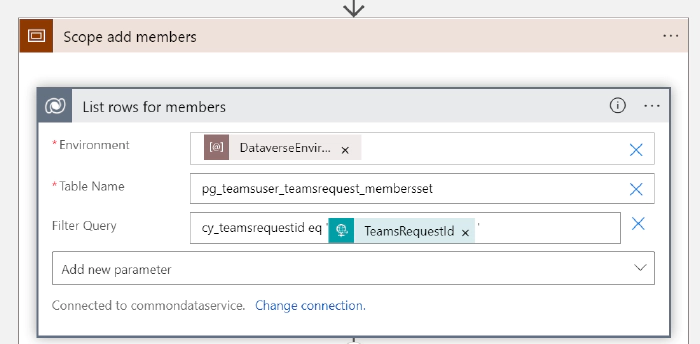 Scope add members
List rows for members
* Environment
[@] DataverseEnvir... ×
* Table Name
pg_teamsuser_teamsrequest_membersset
Filter Query
cy_teamsrequestid eq ' TeamsRequestId × '
Add new parameter
Connected to commondataservice. Change connection.